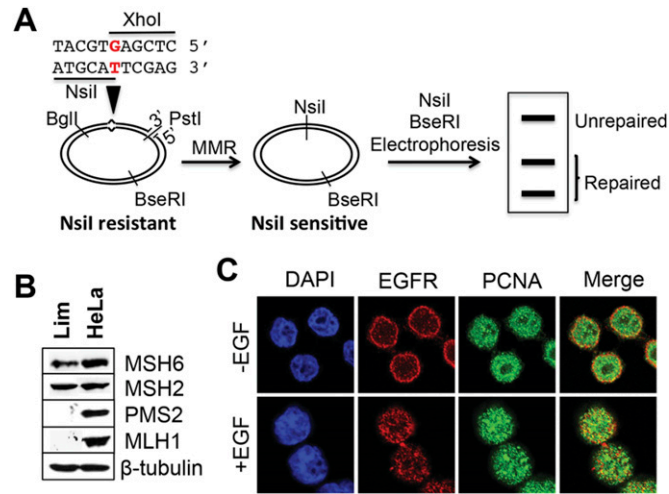 A
XhoI
TACGTGAGCTC 5′
ATGCATTCGAG 3′
NsiI
BglI
3′
5′
PstI
BseRI
NsiI resistant
MMR
NsiI
BseRI
NsiI sensitive
NsiI
BseRI
Electrophoresis
Unrepaired
Repaired
B
Lim
HeLa
MSH6
MSH2
PMS2
MLH1
β-tubulin
C
DAPI
EGFR
PCNA
Merge
-EGF
+EGF